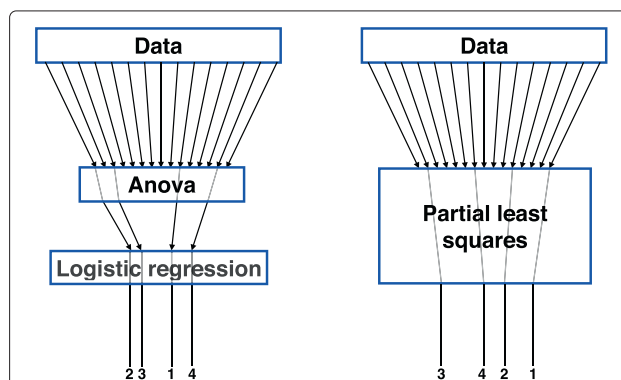 Data
Anova
Logistic regression
2 3 1 4
Data
Partial least
squares
3 4 2 1